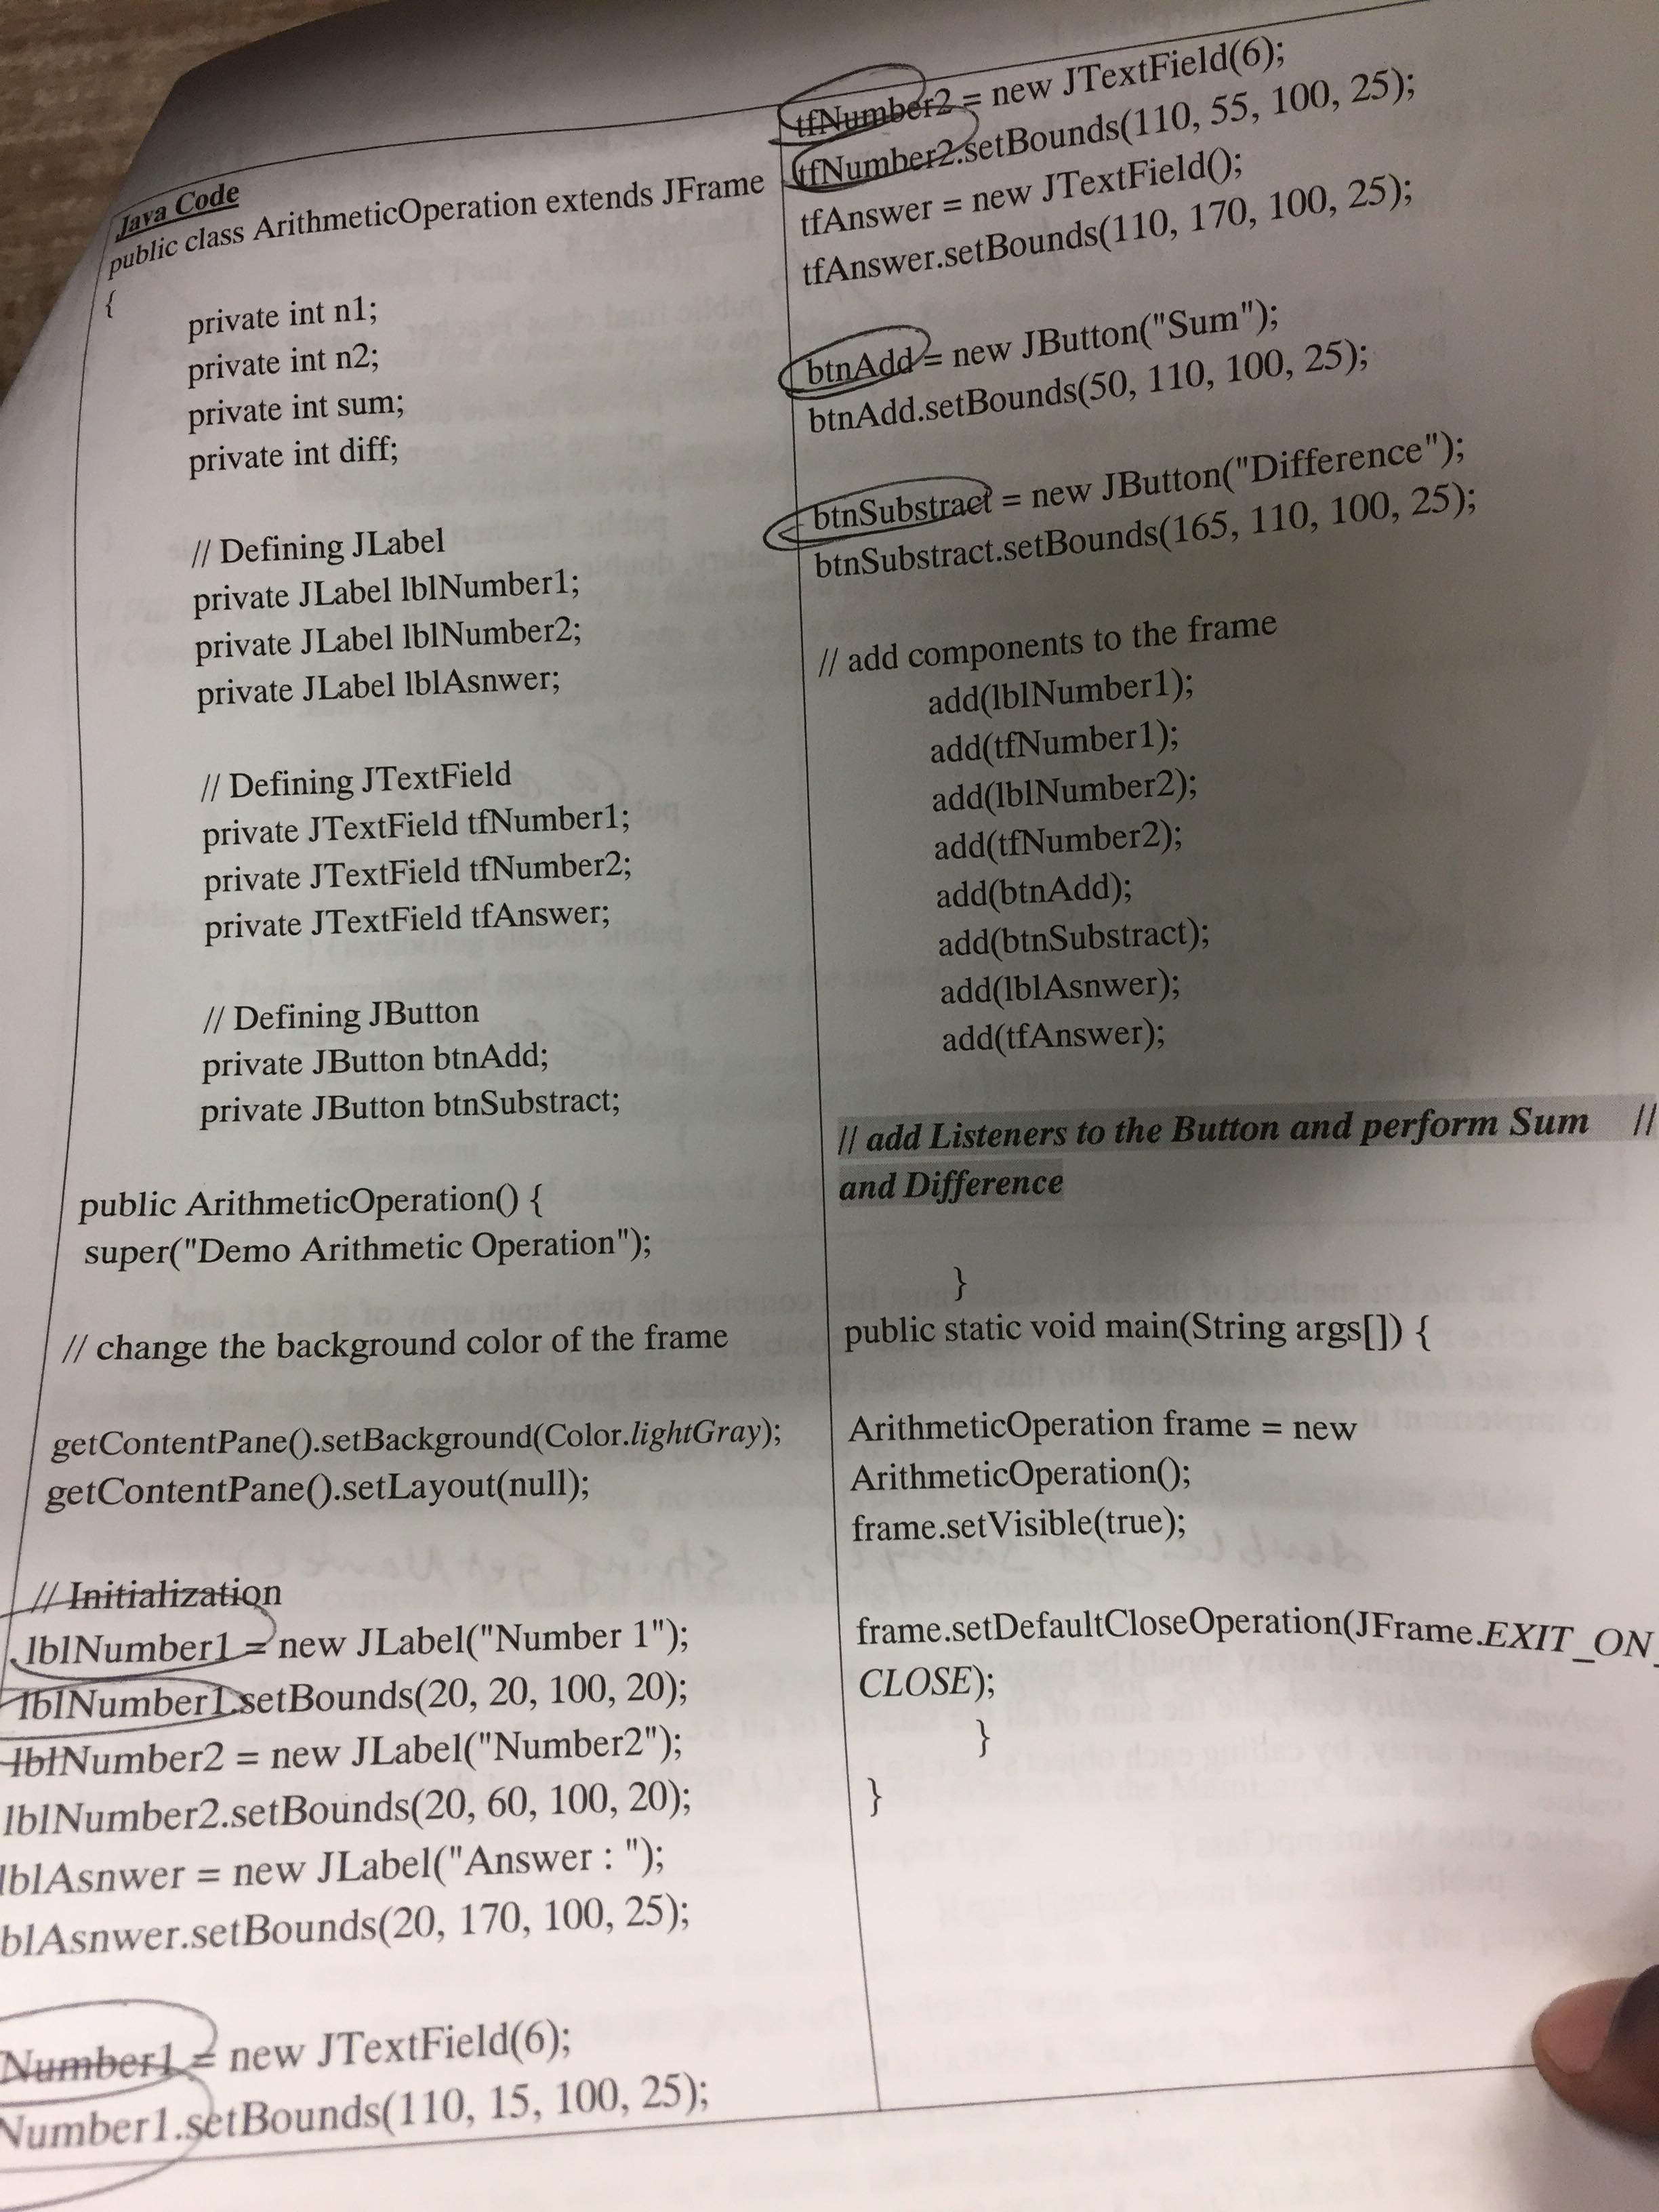 Java Code
public class ArithmeticOperation extends JFrame
{
private int n1;
private int n2;
private int sum;
private int diff;
// Defining JLabel
private JLabel lblNumber1;
private JLabel lblNumber2;
private JLabel lblAsnwer;
// Defining JTextField
private JTextField tfNumber1;
private JTextField tfNumber2;
private JTextField tfAnswer;
// Defining JButton
private JButton btnAdd;
private JButton btnSubstract;
public ArithmeticOperation() {
super("Demo Arithmetic Operation");
// change the background color of the frame
getContentPane().setBackground(Color.lightGray);
getContentPane().setLayout(null);
// Initialization
lblNumber1 = new JLabel("Number 1");
lblNumber1.setBounds(20, 20, 100, 20);
lblNumber2 = new JLabel("Number2");
lblNumber2.setBounds(20, 60, 100, 20);
lblAsnwer = new JLabel("Answer : ");
blAsnwer.setBounds(20, 170, 100, 25);
Number1 = new JTextField(6);
Number1.setBounds(110, 15, 100, 25);
tfNumber2 = new JTextField(6);
tfNumber2.setBounds(110, 55, 100, 25);
tfAnswer = new JTextField();
tfAnswer.setBounds(110, 170, 100, 25);
btnAdd = new JButton("Sum");
btnAdd.setBounds(50, 110, 100, 25);
btnSubstract = new JButton("Difference");
btnSubstract.setBounds(165, 110, 100, 25);
// add components to the frame
add(lblNumber1);
add(tfNumber1);
add(lblNumber2);
add(tfNumber2);
add(btnAdd);
add(btnSubstract);
add(lblAsnwer);
add(tfAnswer);
// add Listeners to the Button and perform Sum //
and Difference
}
public static void main(String args[]) {
ArithmeticOperation frame = new
ArithmeticOperation();
frame.setVisible(true);
frame.setDefaultCloseOperation(JFrame.EXIT_ON_
CLOSE);
}
}